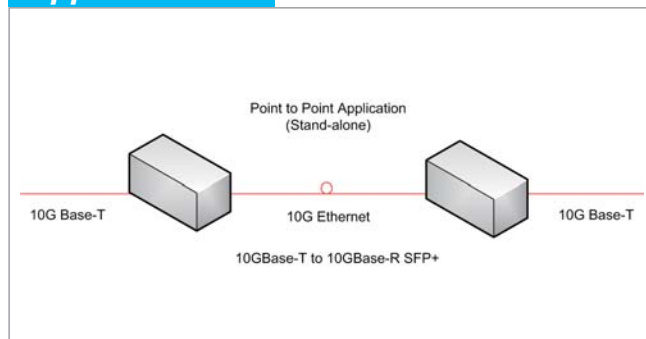 Point to Point Application
(Stand-alone)
10G Base-T
10G Ethernet
10G Base-T
10GBase-T to 10GBase-R SFP+